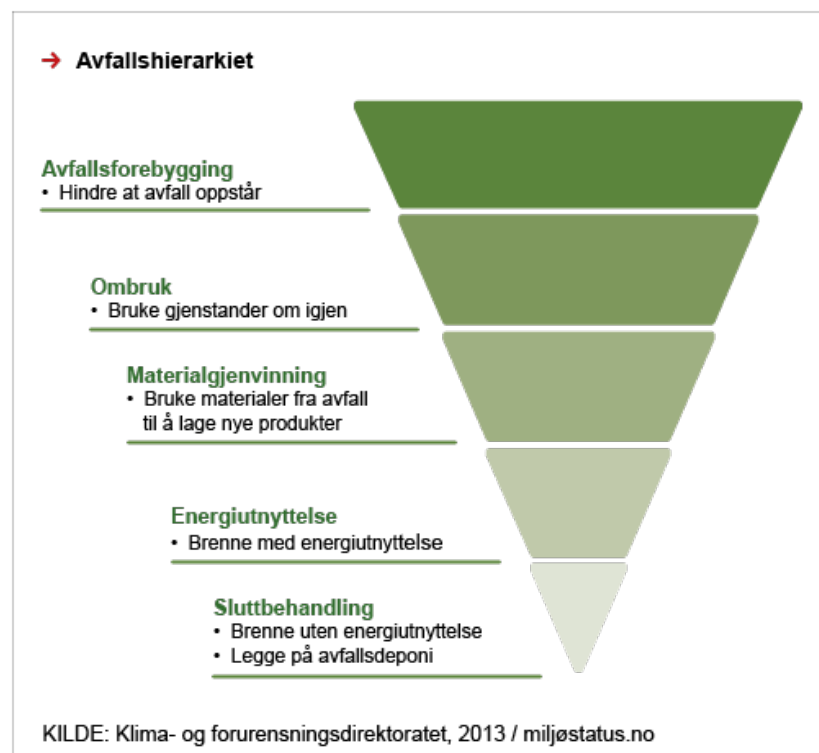 → Avfallshierarkiet
Avfallsforebygging
• Hindre at avfall oppstår
Ombruk
• Bruke gjenstander om igjen
Materialgjenvinning
• Bruke materialer fra avfall
til å lage nye produkter
Energiutnyttelse
• Brenne med energiutnyttelse
Sluttbehandling
• Brenne uten energiutnyttelse
• Legge på avfallsdeponi
KILDE: Klima- og forurensningsdirektoratet, 2013 / miljøstatus.no